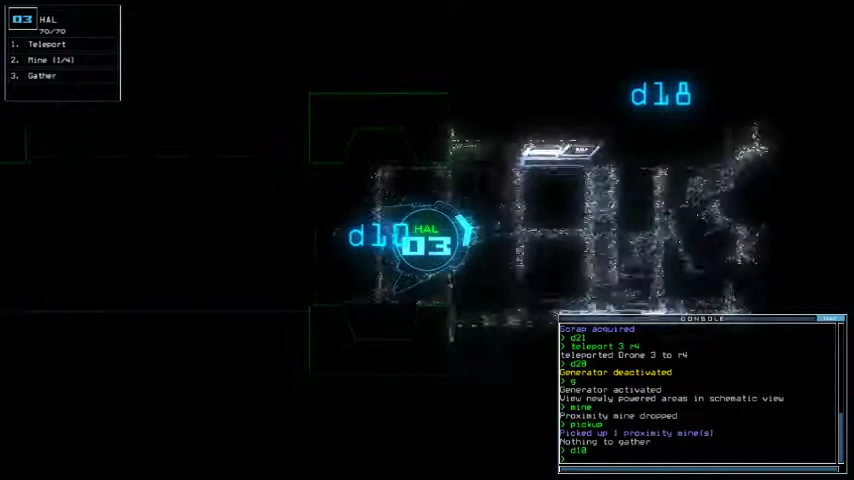 03 HAL
70/70
1. Teleport
2. Mine (1/4)
3. Gather
d18
d10
HAL
03
CONSOLE
Scrap acquired
> d21
> teleport 3 r4
teleported Drone 3 to r4
> d20
Generator deactivated
> g
Generator activated
View newly powered areas in schematic view
> mine
Proximity mine dropped
> pickup
Picked up 1 proximity mine(s)
Nothing to gather
> d10
>